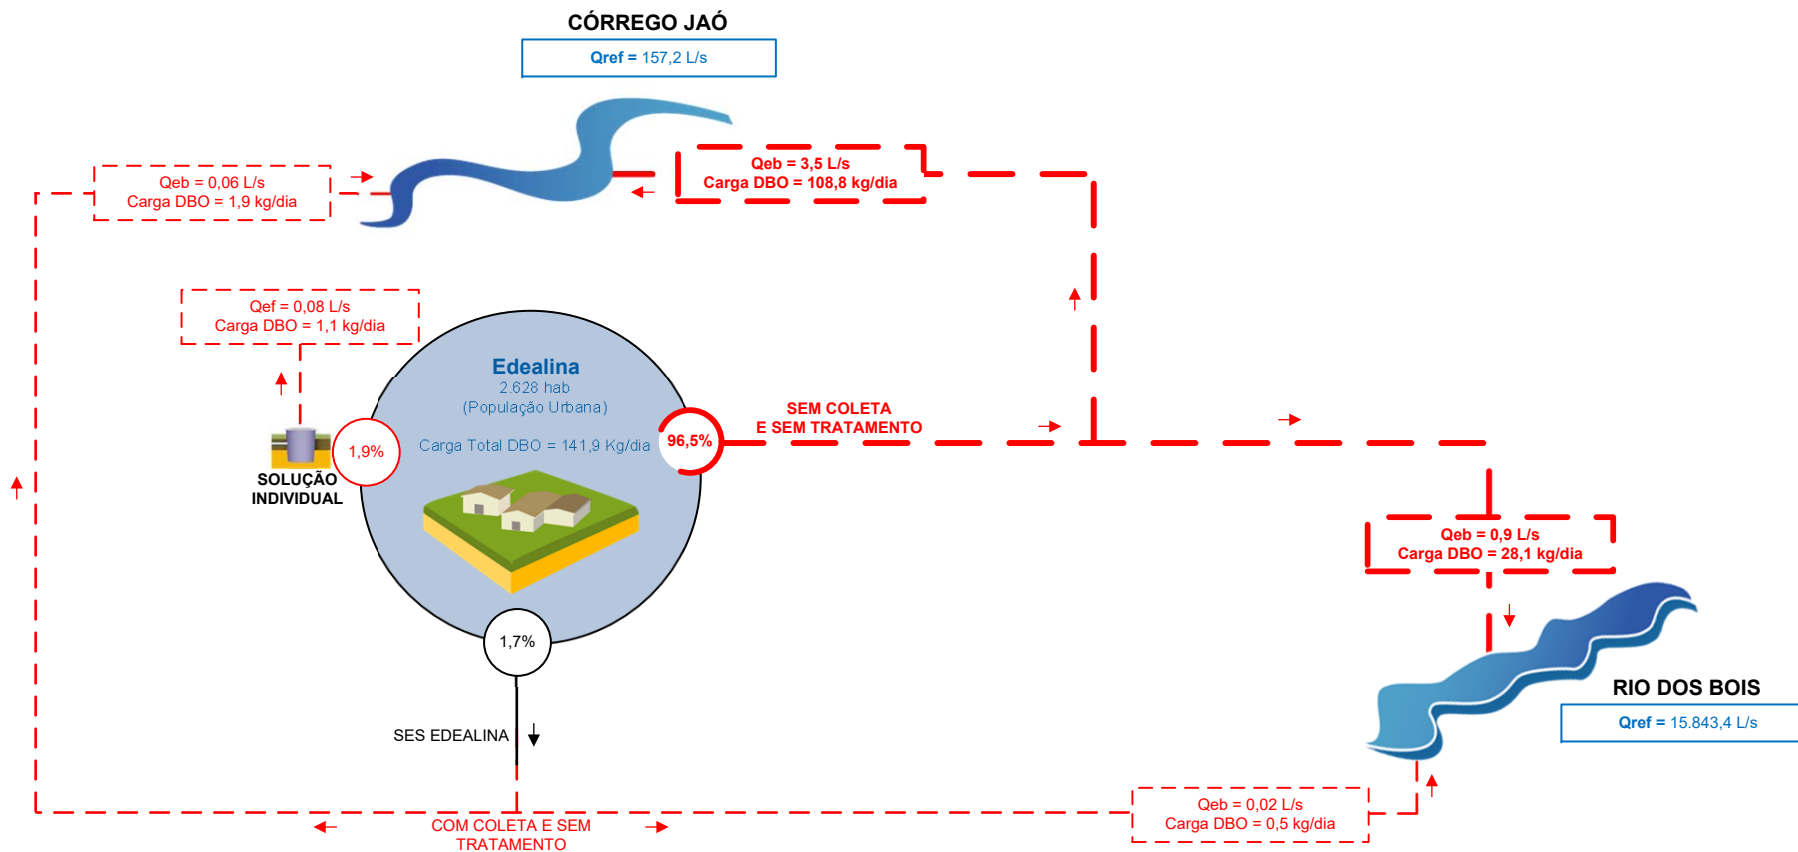 CÓRREGO JAÓ
Qref = 157,2 L/s
Qeb = 0,06 L/s
Carga DBO = 1,9 kg/dia
Qeb = 3,5 L/s
Carga DBO = 108,8 kg/dia
Qef = 0,08 L/s
Carga DBO = 1,1 kg/dia
Edealina
2.628 hab
(População Urbana)
Carga Total DBO = 141,9 Kg/dia
96,5%
SEM COLETA
E SEM TRATAMENTO
1,9%
SOLUÇÃO
INDIVIDUAL
Qeb = 0,9 L/s
Carga DBO = 28,1 kg/dia
1,7%
RIO DOS BOIS
Qref = 15.843,4 L/s
SES EDEALINA
Qeb = 0,02 L/s
Carga DBO = 0,5 kg/dia
COM COLETA E SEM
TRATAMENTO